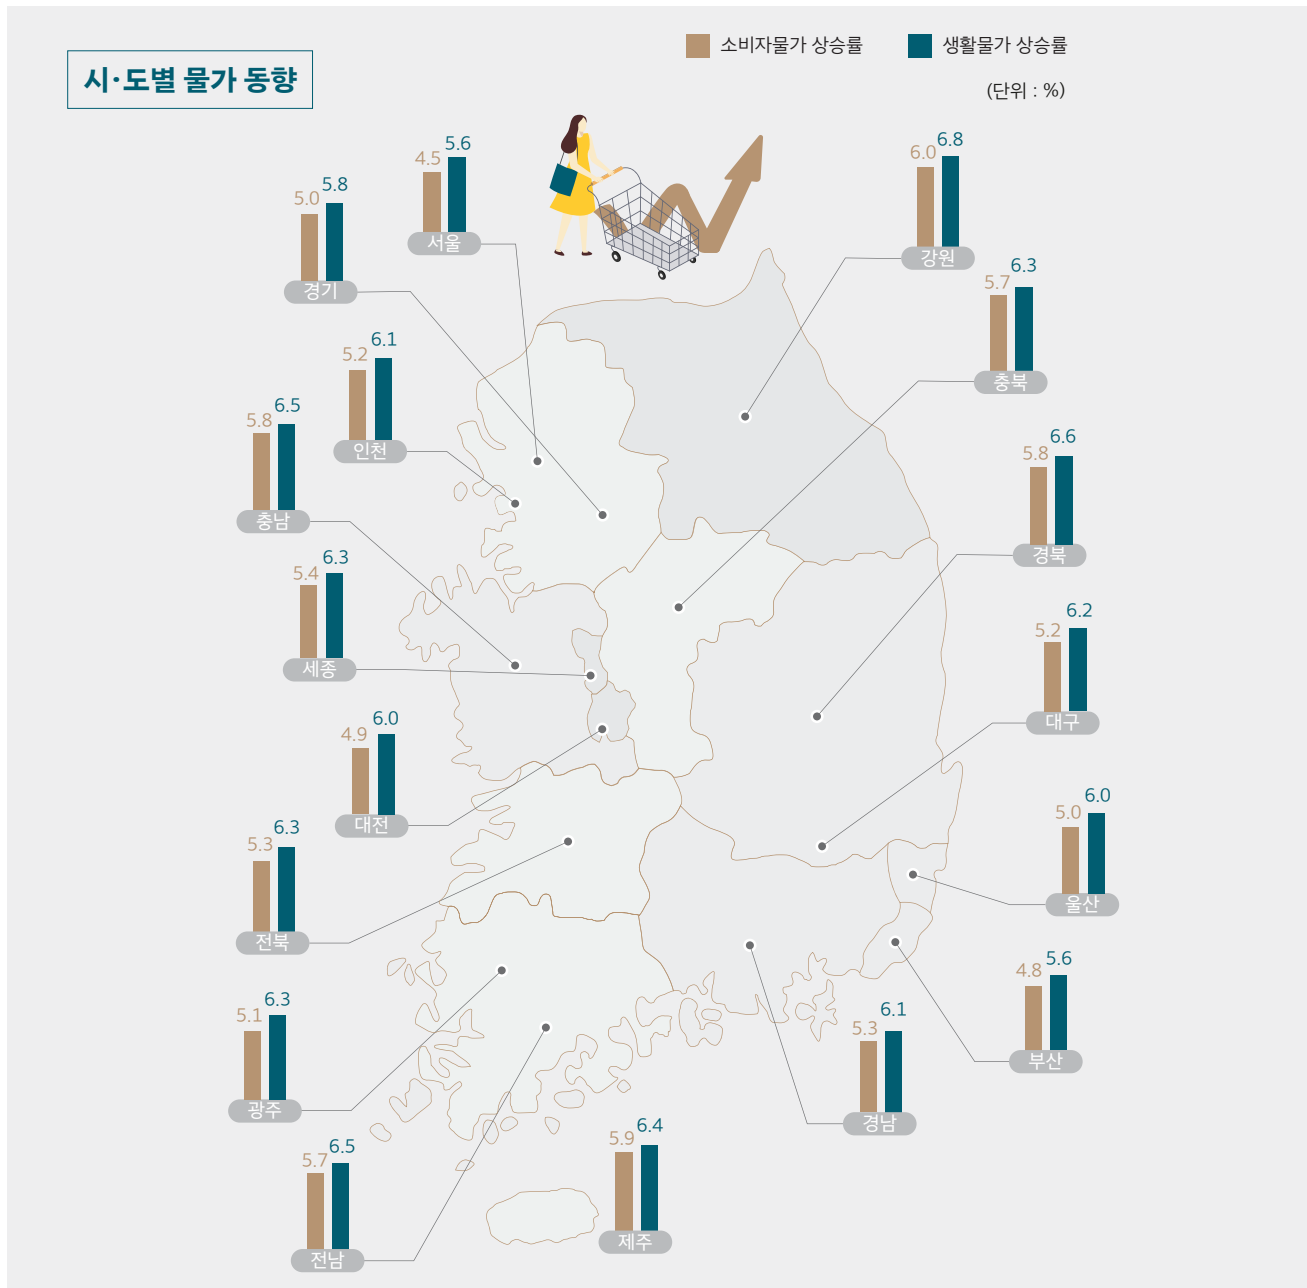 소비자물가 상승률
생활물가 상승률
시·도별 물가 동향
(단위 : %)
4.5
5.6
서울
5.0
5.8
경기
6.0
6.8
강원
5.7
6.3
충북
5.2
6.1
인천
5.8
6.5
충남
5.8
6.6
경북
5.4
6.3
세종
5.2
6.2
대구
4.9
6.0
대전
5.0
6.0
울산
5.3
6.3
전북
4.8
5.6
부산
5.1
6.3
광주
5.3
6.1
경남
5.7
6.5
전남
5.9
6.4
제주